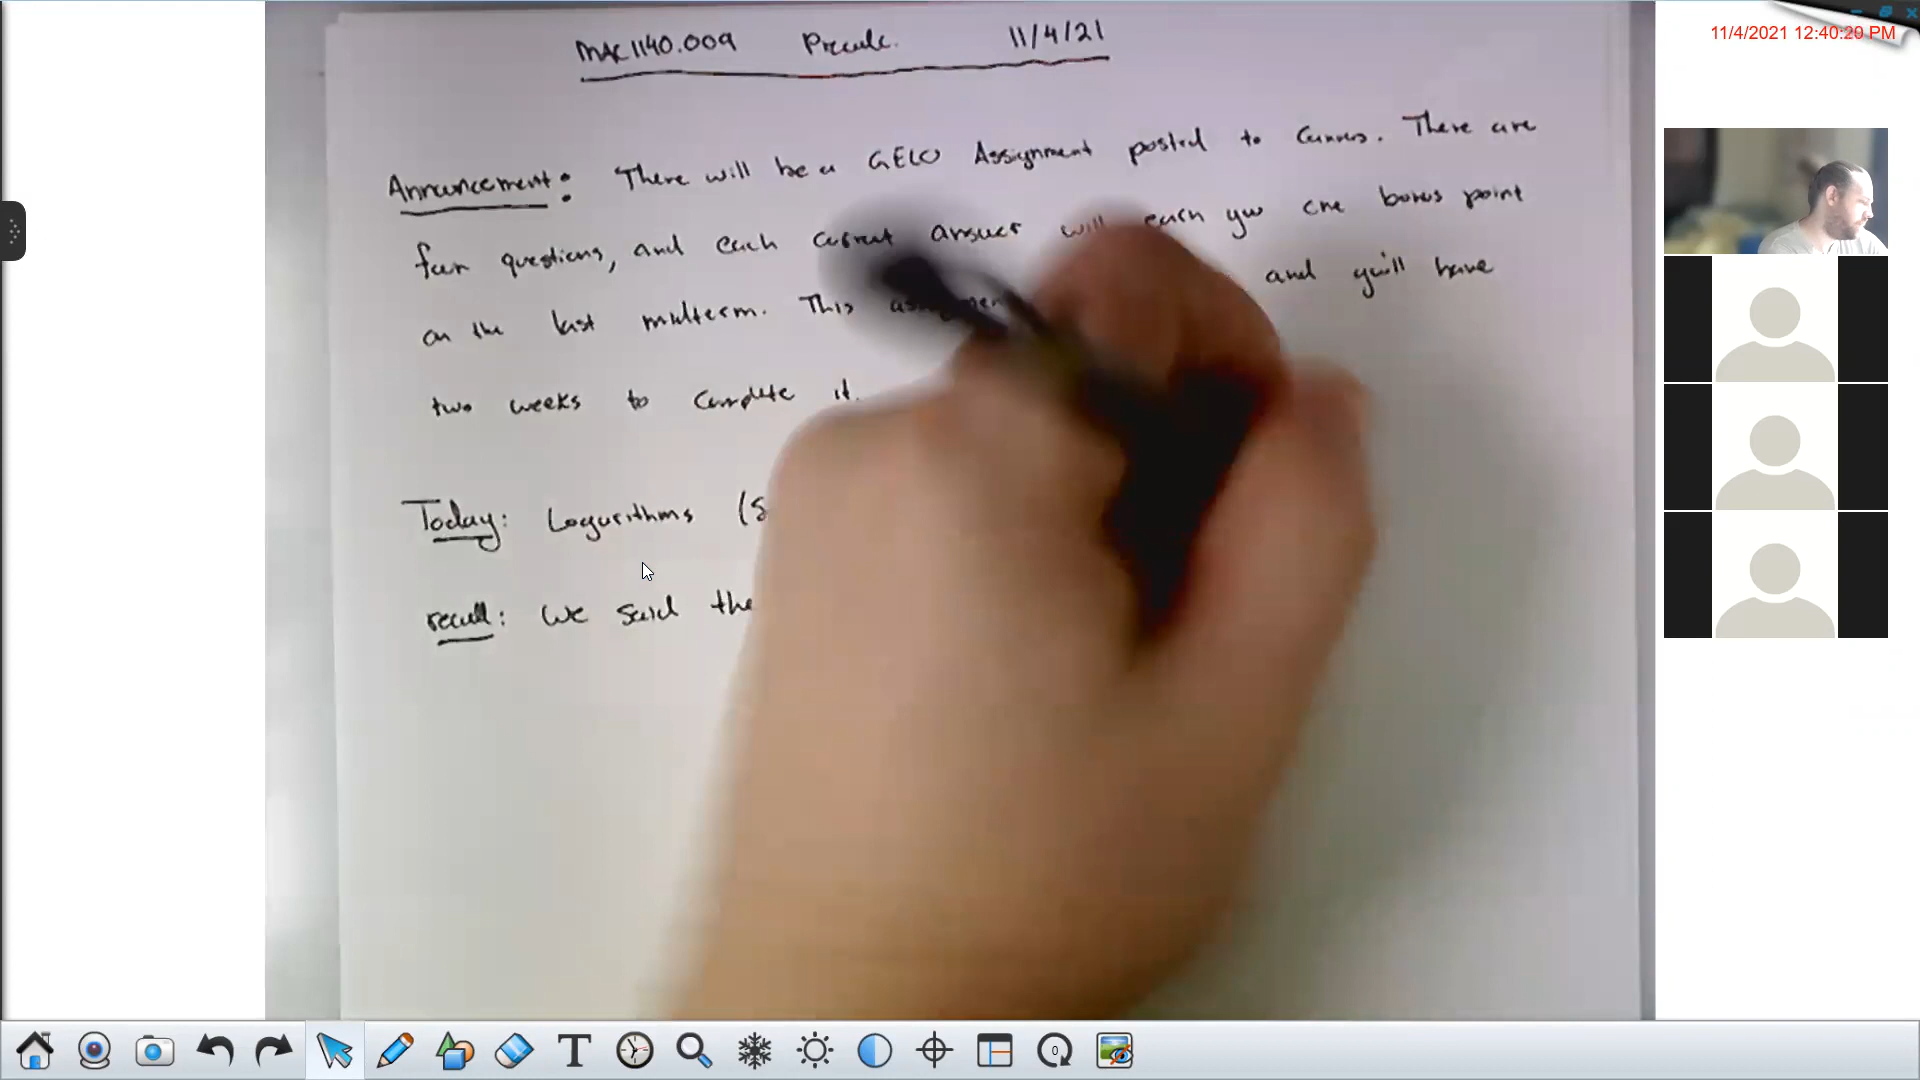 11/4/2021 12:40:20 PM
MAC1140.009 Precalc. 11/4/21
Announcement: There will be a GELO Assignment posted to Canvas. There are
four questions, and each correct answer will earn you one bonus point
on the last midterm. This and you'll have
two weeks to complete it.
Today: Logarithms (S
recall: We said the
T
0